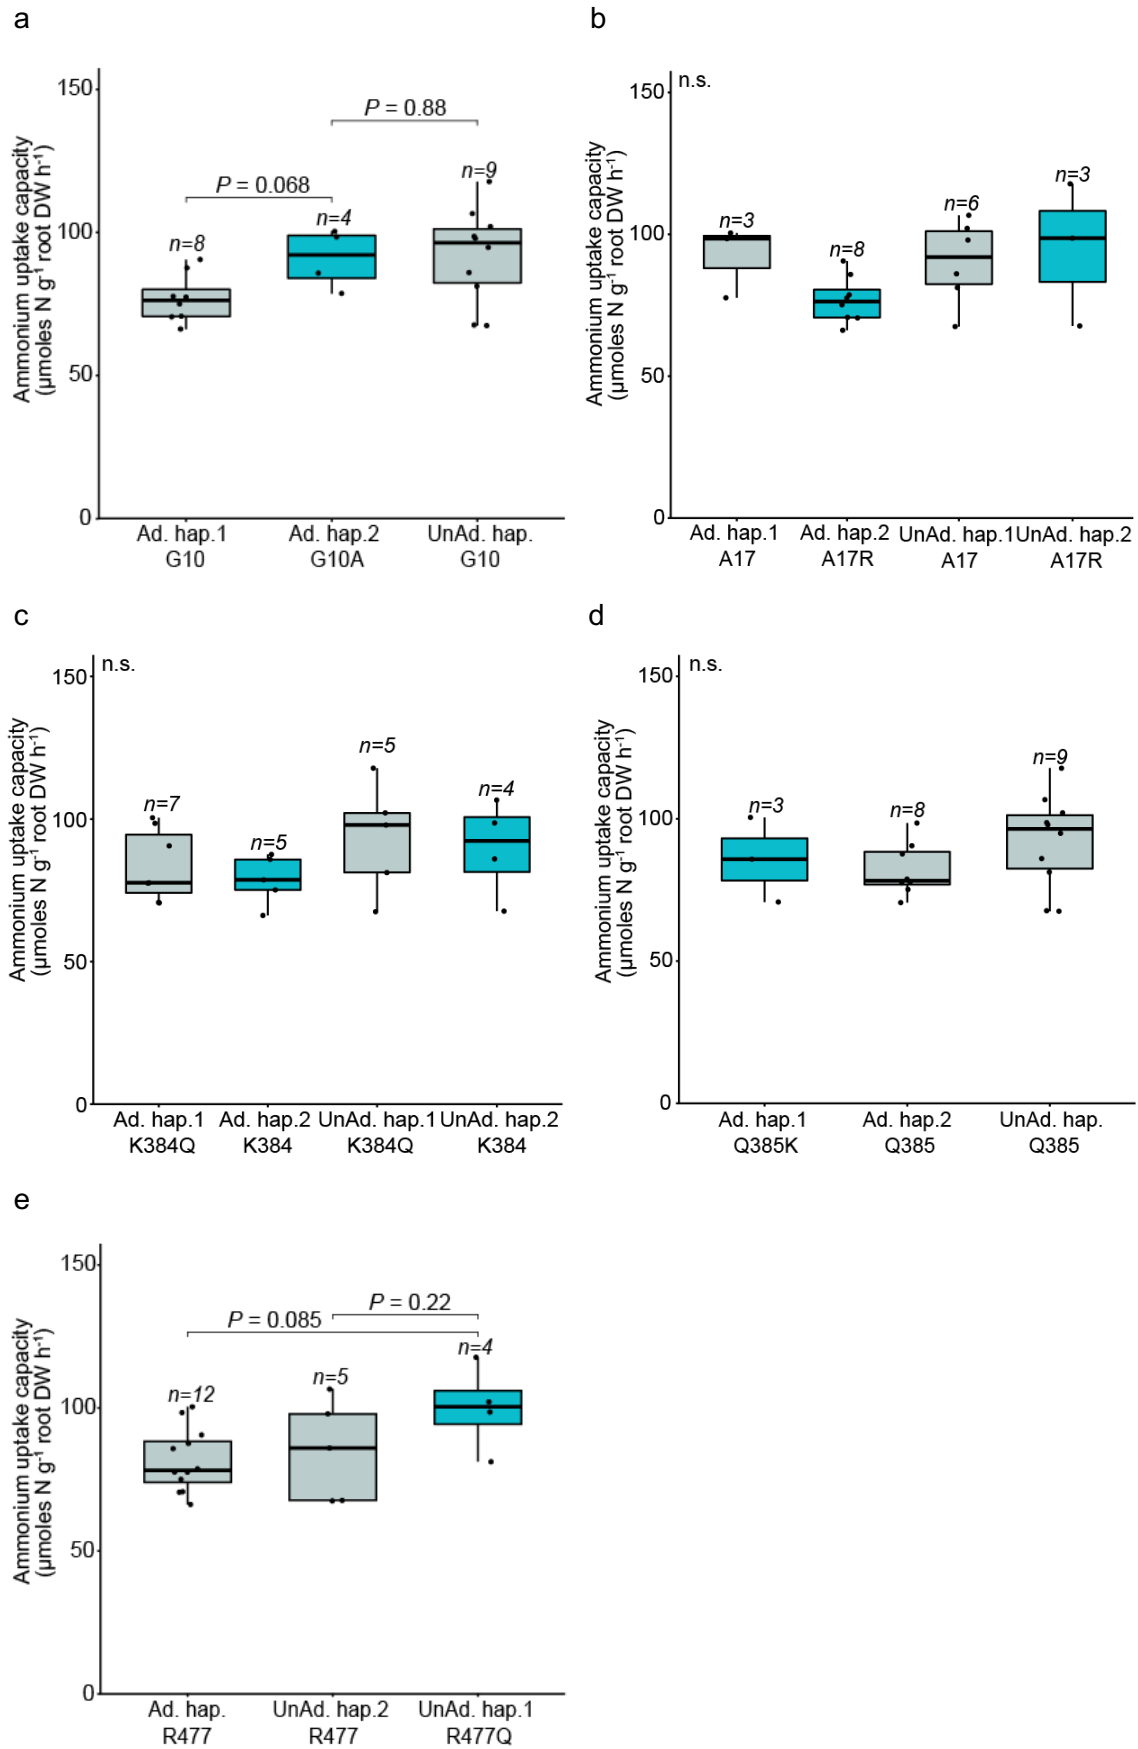 a
Ammonium uptake capacity
(µmoles N g⁻¹ root DW h⁻¹)
150
100
50
0
P = 0.88
P = 0.068
n=8
n=4
n=9
Ad. hap.1
G10
Ad. hap.2
G10A
UnAd. hap.
G10
b
n.s.
Ammonium uptake capacity
(µmoles N g⁻¹ root DW h⁻¹)
150
100
50
0
n=3
n=8
n=6
n=3
Ad. hap.1
A17
Ad. hap.2
A17R
UnAd. hap.1
A17
UnAd. hap.2
A17R
c
n.s.
Ammonium uptake capacity
(µmoles N g⁻¹ root DW h⁻¹)
150
100
50
0
n=7
n=5
n=5
n=4
Ad. hap.1
K384Q
Ad. hap.2
K384
UnAd. hap.1
K384Q
UnAd. hap.2
K384
d
n.s.
Ammonium uptake capacity
(µmoles N g⁻¹ root DW h⁻¹)
150
100
50
0
n=3
n=8
n=9
Ad. hap.1
Q385K
Ad. hap.2
Q385
UnAd. hap.
Q385
e
Ammonium uptake capacity
(µmoles N g⁻¹ root DW h⁻¹)
150
100
50
0
P = 0.22
P = 0.085
n=12
n=5
n=4
Ad. hap.
R477
UnAd. hap.2
R477
UnAd. hap.1
R477Q